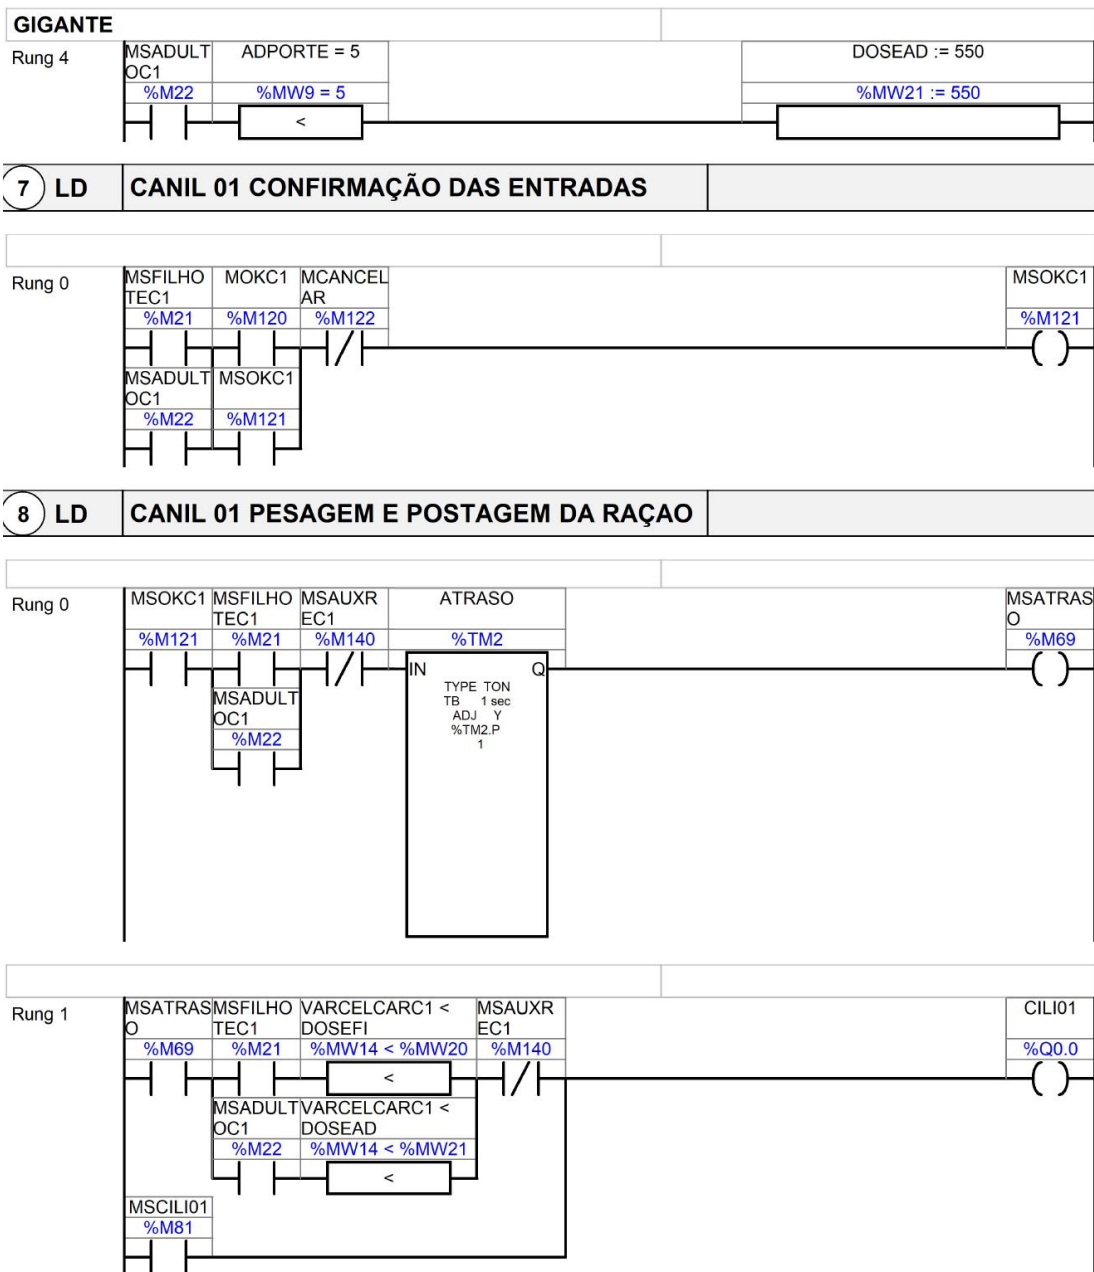 GIGANTE
Rung 4
MSADULT
OC1
%M22
ADPORTE = 5
%MW9 = 5
<
DOSEAD := 550
%MW21 := 550
7 LD CANIL 01 CONFIRMAÇÃO DAS ENTRADAS
Rung 0
MSFILHO
TEC1
%M21
MOKC1
%M120
MCANCEL
AR
%M122
MSOKC1
%M121
MSADULT
OC1
%M22
MSOKC1
%M121
8 LD CANIL 01 PESAGEM E POSTAGEM DA RAÇAO
Rung 0
MSOKC1
%M121
MSFILHO
TEC1
%M21
MSAUXR
EC1
%M140
ATRASO
%TM2
IN Q
TYPE TON
TB 1 sec
ADJ Y
%TM2.P
1
MSATRAS
O
%M69
MSADULT
OC1
%M22
Rung 1
MSATRAS
O
%M69
MSFILHO
TEC1
%M21
VARCELCARC1 <
DOSEFI
%MW14 < %MW20
<
MSAUXR
EC1
%M140
CILI01
%Q0.0
MSADULT
OC1
%M22
VARCELCARC1 <
DOSEAD
%MW14 < %MW21
<
MSCILI01
%M81